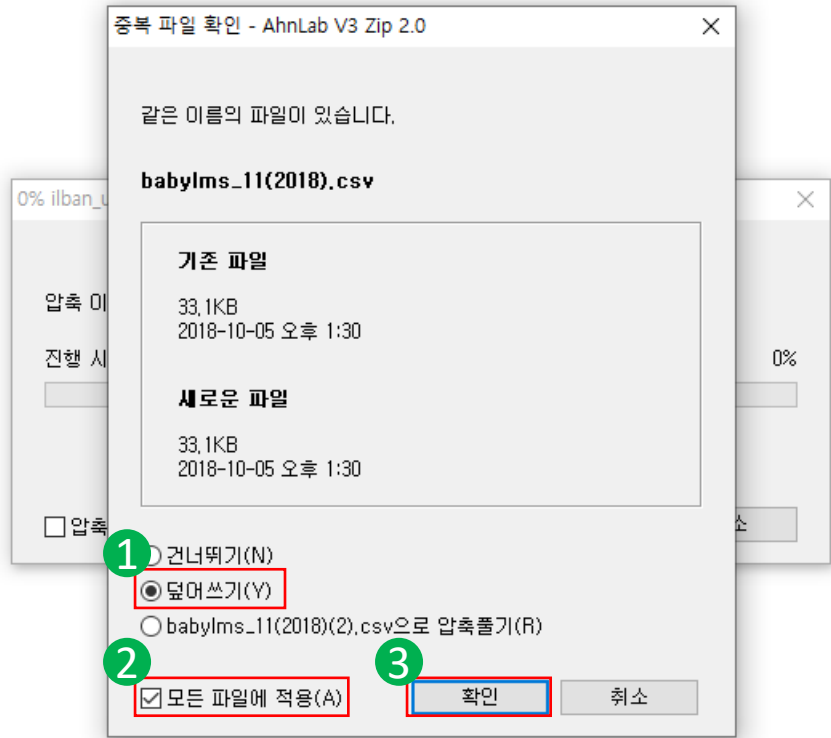 중복 파일 확인 - AhnLab V3 Zip 2.0
같은 이름의 파일이 있습니다.
babylms_11(2018).csv
0% ilban_u
기존 파일
33.1KB
2018-10-05 오후 1:30
압축
진행 시
0%
새로운 파일
33.1KB
2018-10-05 오후 1:30
압축
소
1
건너뛰기(N)
덮어쓰기(Y)
babylms_11(2018)(2).csv으로 압축풀기(R)
2
3
모든 파일에 적용(A)
확인
취소